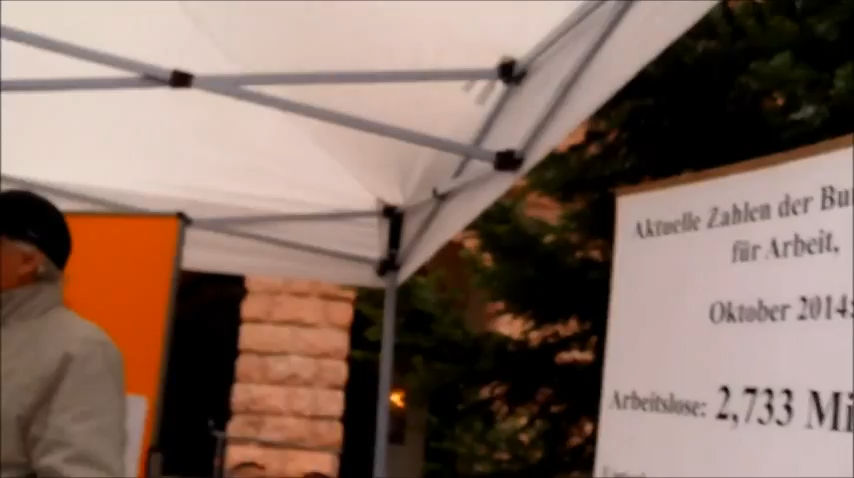 Aktuelle Zahlen der Bu
für Arbeit,
Oktober 2014:
Arbeitslose: 2,733 Mi